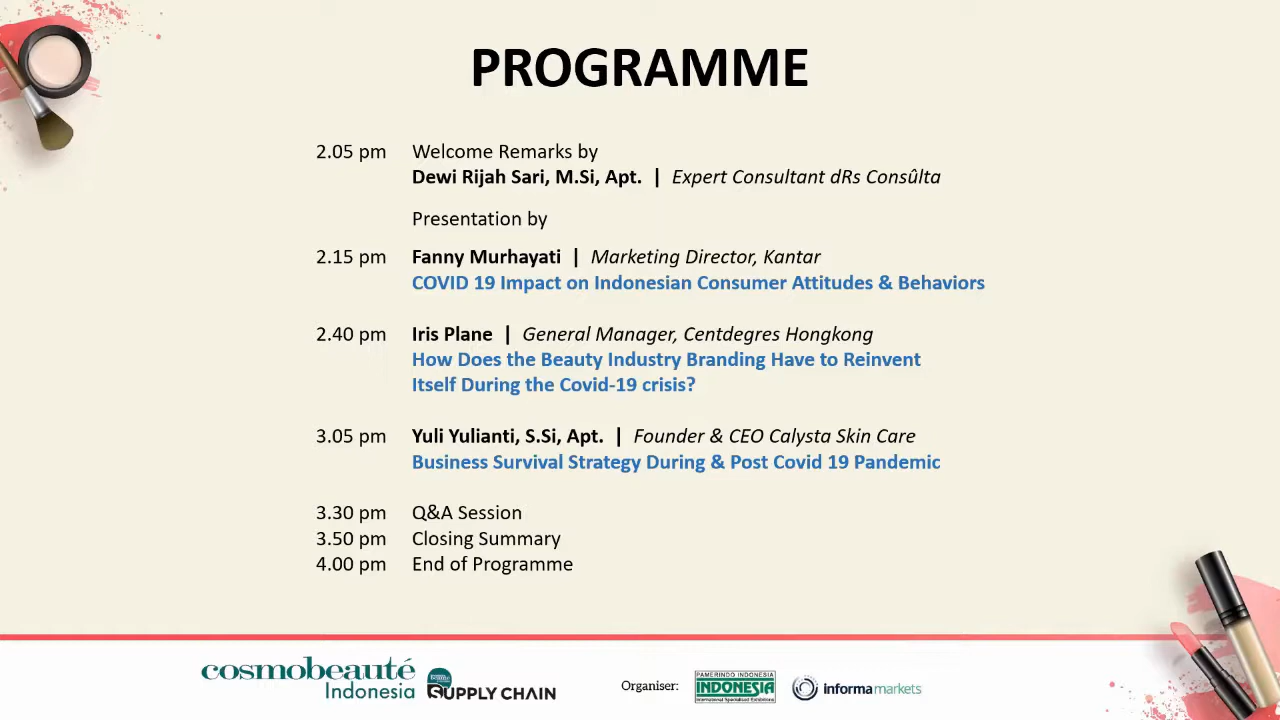 PROGRAMME
2.05 pm Welcome Remarks by
Dewi Rijah Sari, M.Si, Apt. | Expert Consultant dRs Consûlta
Presentation by
2.15 pm Fanny Murhayati | Marketing Director, Kantar
COVID 19 Impact on Indonesian Consumer Attitudes & Behaviors
2.40 pm Iris Plane | General Manager, Centdegres Hongkong
How Does the Beauty Industry Branding Have to Reinvent
Itself During the Covid-19 crisis?
3.05 pm Yuli Yulianti, S.Si, Apt. | Founder & CEO Calysta Skin Care
Business Survival Strategy During & Post Covid 19 Pandemic
3.30 pm Q&A Session
3.50 pm Closing Summary
4.00 pm End of Programme
cosmobeauté
Indonesia
Beauté
SUPPLY CHAIN
Organiser:
PAMERINDO INDONESIA
INDONESIA
International Specialised Exhibitions
informa markets